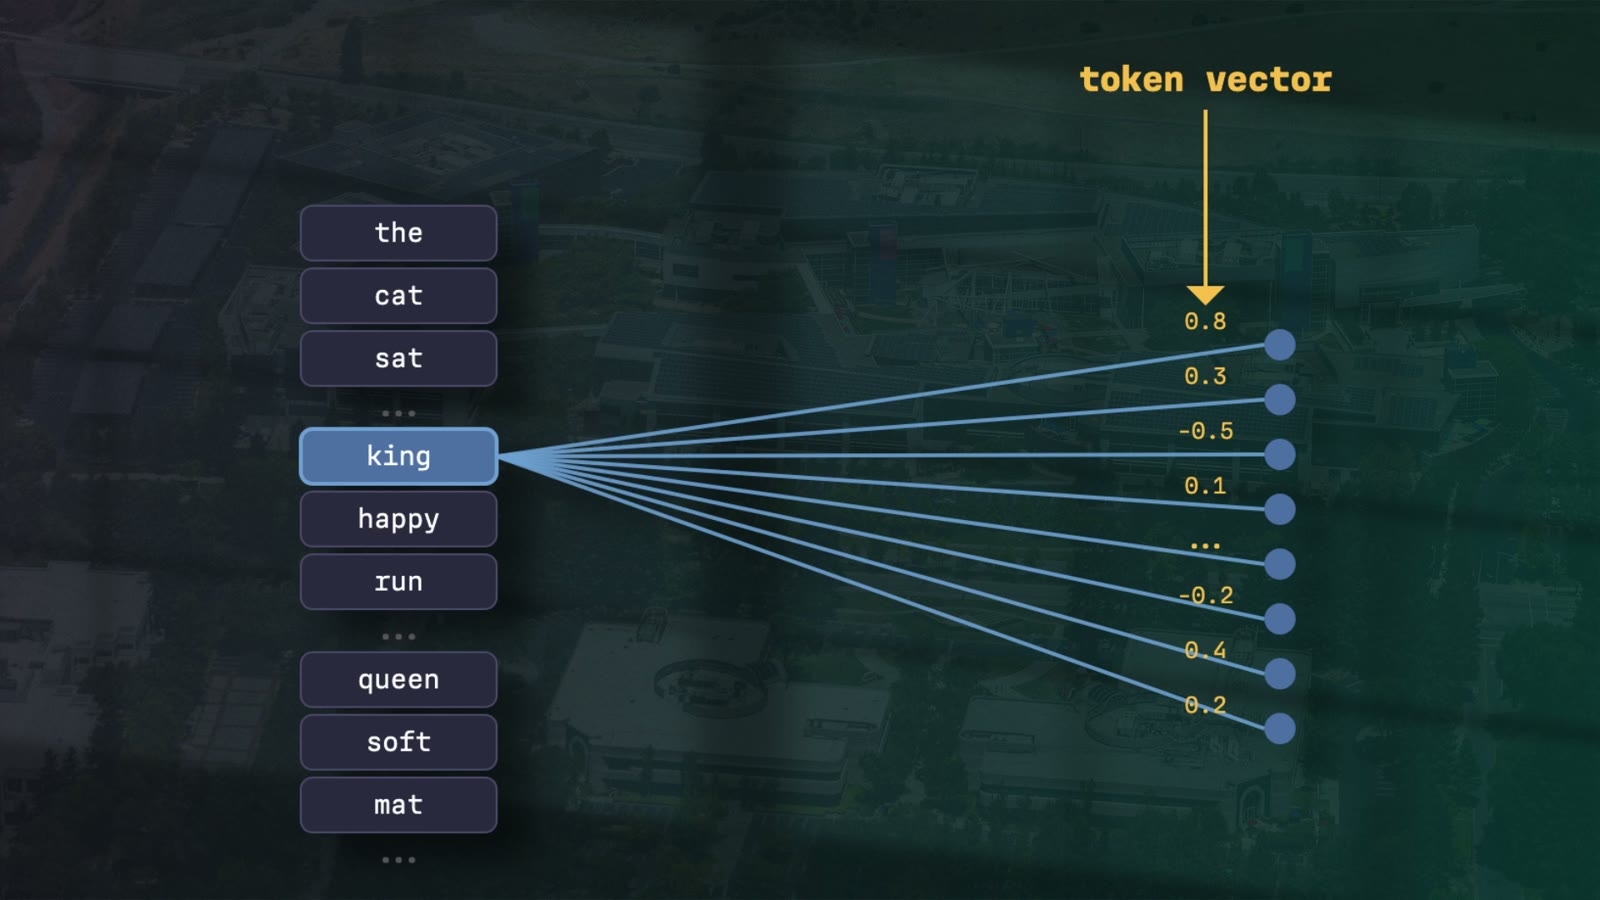 token vector
the
cat
sat
...
king
happy
run
...
queen
soft
mat
...
0.8
0.3
-0.5
0.1
...
-0.2
0.4
0.2